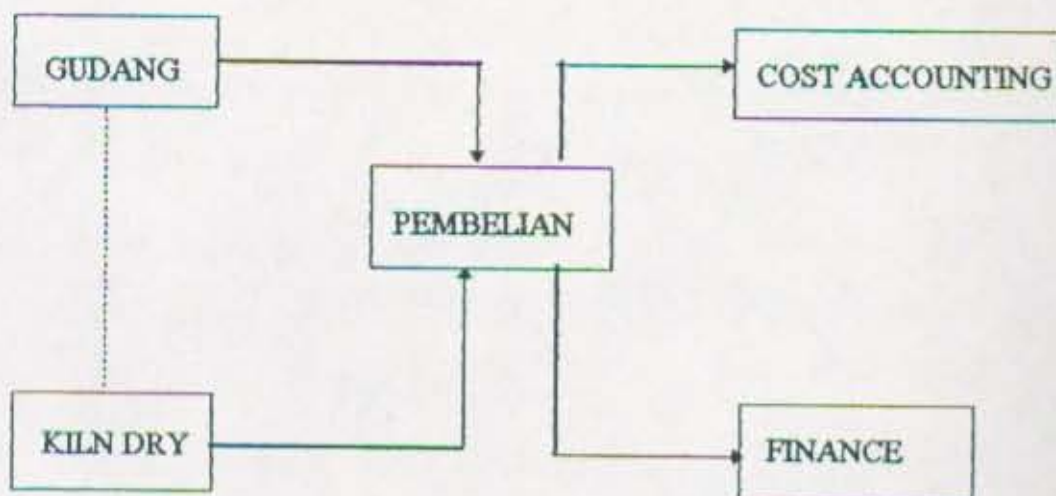 GUDANG
COST ACCOUNTING
PEMBELIAN
KILN DRY
FINANCE